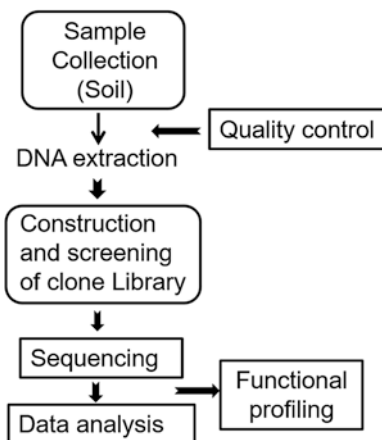 Sample
Collection
(Soil)
Quality control
DNA extraction
Construction
and screening
of clone Library
Sequencing
Functional
profiling
Data analysis